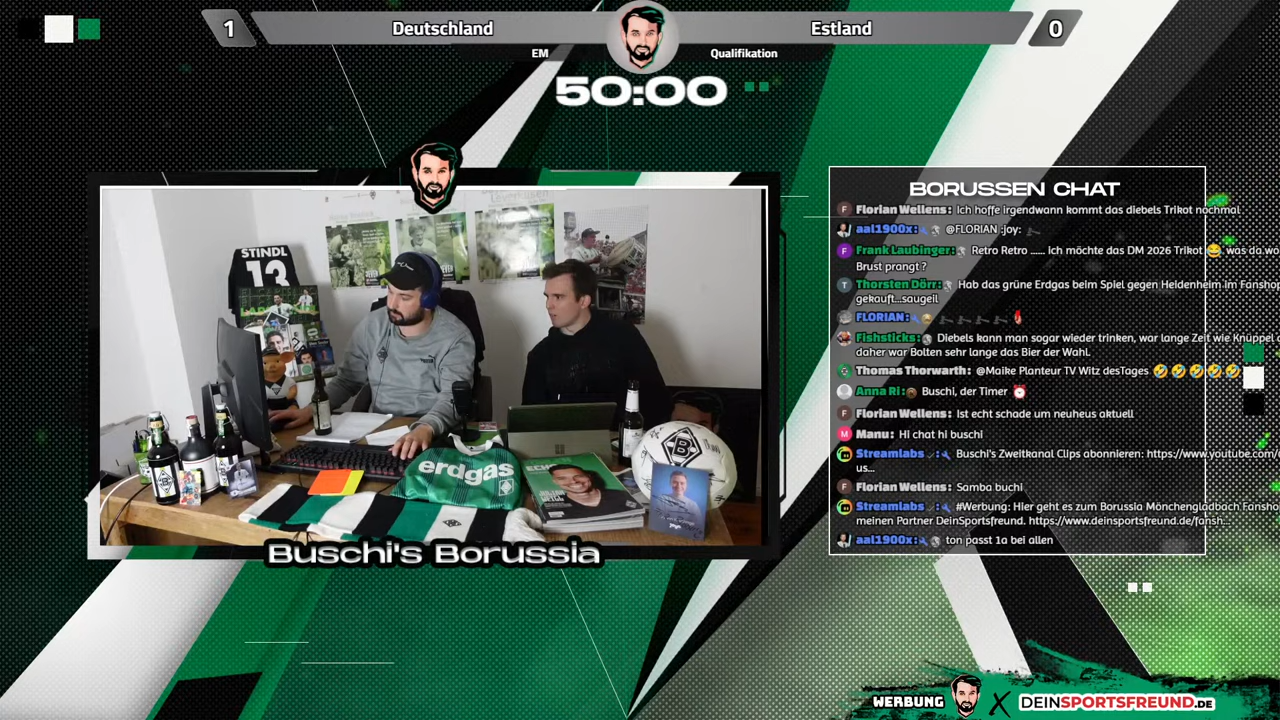 1
Deutschland
Estland
0
EM
Qualifikation
50:00
STINDL
13
erdgas
Buschi's Borussia
BORUSSEN CHAT
Florian Wellens: Ich hoffe irgendwann kommt das diebels Trikot nochmal
aal1900x: @FLORIAN :joy:
Frank Laubinger: Retro Retro ...... ich möchte das DM 2026 Trikot 😂 was da wo
Brust prangt ?
Thorsten Dörr: Hab das grüne Erdgas beim Spiel gegen Heidenheim im Fanshop
gekauft...saugeil
FLORIAN:
Fishsticks: Diebels kann man sogar wieder trinken, war lange Zeit wie Knüppel
daher war Bolten sehr lange das Bier der Wahl.
Thomas Thorwarth: @Maike Planteur TV Witz desTages 🤣🤣🤣🤣🤣
Anna Ri: Buschi, der Timer ⏰
Florian Wellens: Ist echt schade um neuheus aktuell
Manu: Hi chat hi buschi
Streamlabs: Buschi's Zweitkanal Clips abonnieren: https://www.youtube.com/
us...
Florian Wellens: Samba buchi
Streamlabs: #Werbung: Hier geht es zum Borussia Mönchengladbach
meinen Partner DeinSportsfreund. https://www.deinsportsfreund.de/fansh...
aal1900x: ton passt 1a bei allen
WERBUNG X DEINSPORTSFREUND.DE